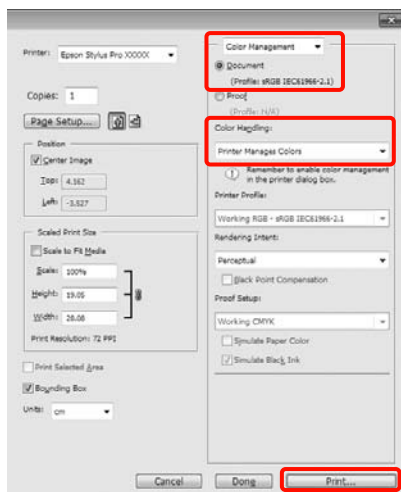 Printer: Epson Stylus Pro XXXXX
Copies: 1
Page Setup...
Position
Center Image
Top: 4.162
Left: -3.527
Scaled Print Size
Scale to Fit Media
Scale: 100%
Height: 19.05
Width: 28.08
Print Resolution: 72 PPI
Print Selected Area
Bounding Box
Units: cm
Color Management
Document
(Profile: sRGB IEC61966-2.1)
Proof
(Profile: N/A)
Color Handling:
Printer Manages Colors
Remember to enable color management
in the printer dialog box.
Printer Profile:
Working RGB - sRGB IEC61966-2.1
Rendering Intent:
Perceptual
Black Point Compensation
Proof Setup:
Working CMYK
Simulate Paper Color
Simulate Black Ink
Cancel
Done
Print...